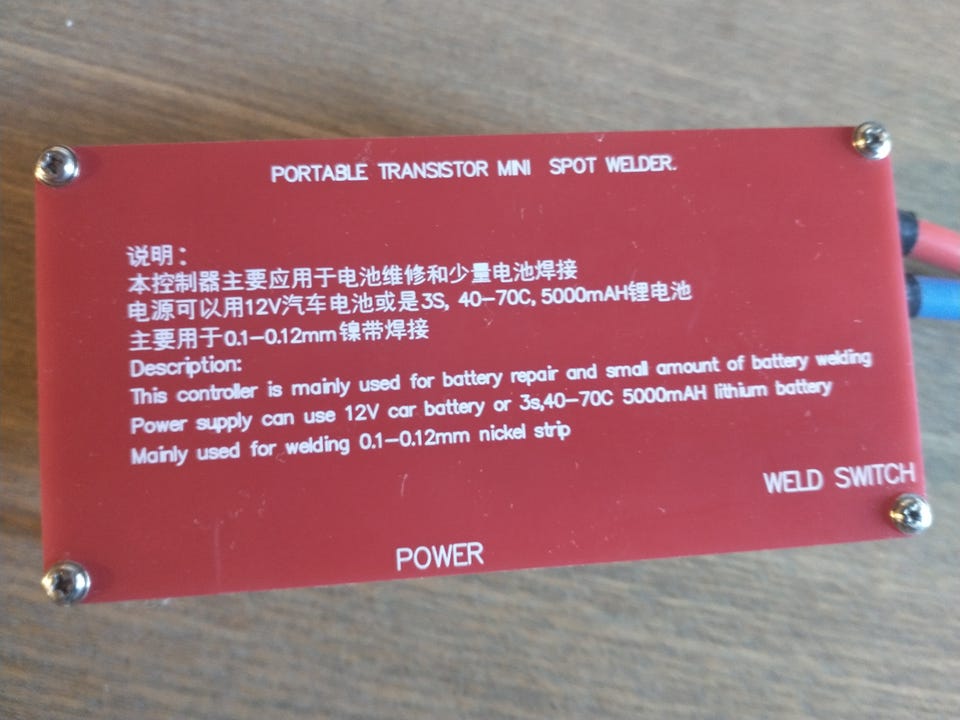 PORTABLE TRANSISTOR MINI SPOT WELDER.
说明：
本控制器主要应用于电池维修和少量电池焊接
电源可以用12V汽车电池或是3S, 40-70C, 5000mAH锂电池
主要用于0.1-0.12mm镍带焊接
Description:
This controller is mainly used for battery repair and small amount of battery welding
Power supply can use 12V car battery or 3s,40-70C 5000mAH lithium battery
Mainly used for welding 0.1-0.12mm nickel strip
WELD SWITCH
POWER